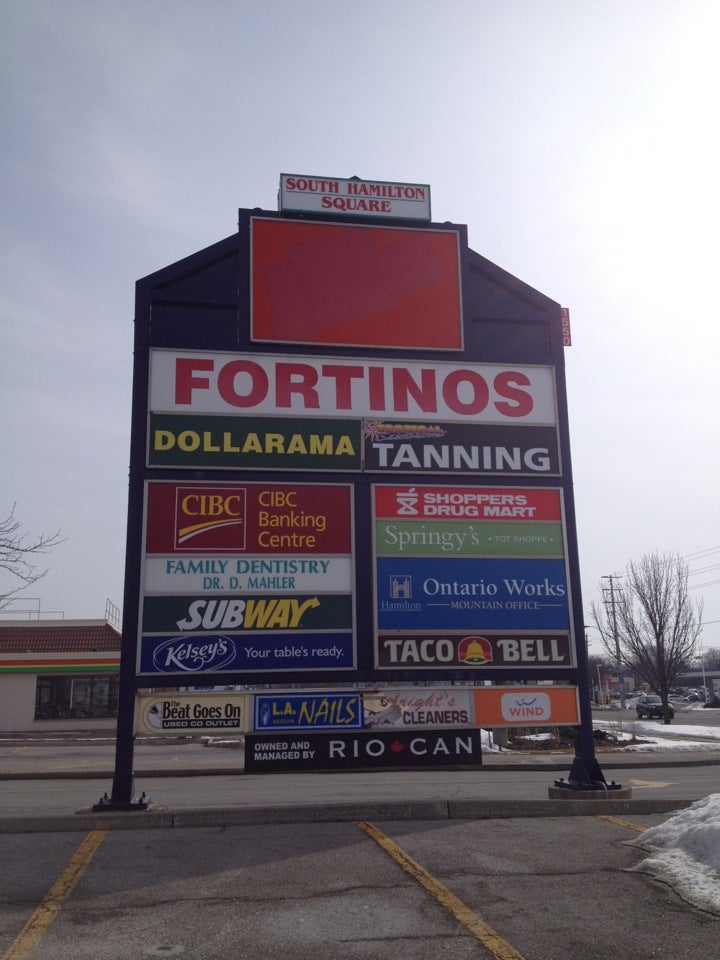 SOUTH HAMILTON
SQUARE
1550
FORTINOS
DOLLARAMA
TROPICAL
TANNING
CIBC
CIBC
Banking
Centre
SHOPPERS
DRUG MART
Springy's • TOT SHOPPE •
FAMILY DENTISTRY
DR. D. MAHLER
Hamilton
Ontario Works
MOUNTAIN OFFICE
SUBWAY
Kelsey's Your table's ready.
TACO BELL
The
Beat Goes On
USED CD OUTLET
L.A. NAILS
CLEANERS
WIND
OWNED AND
MANAGED BY
RIO CAN